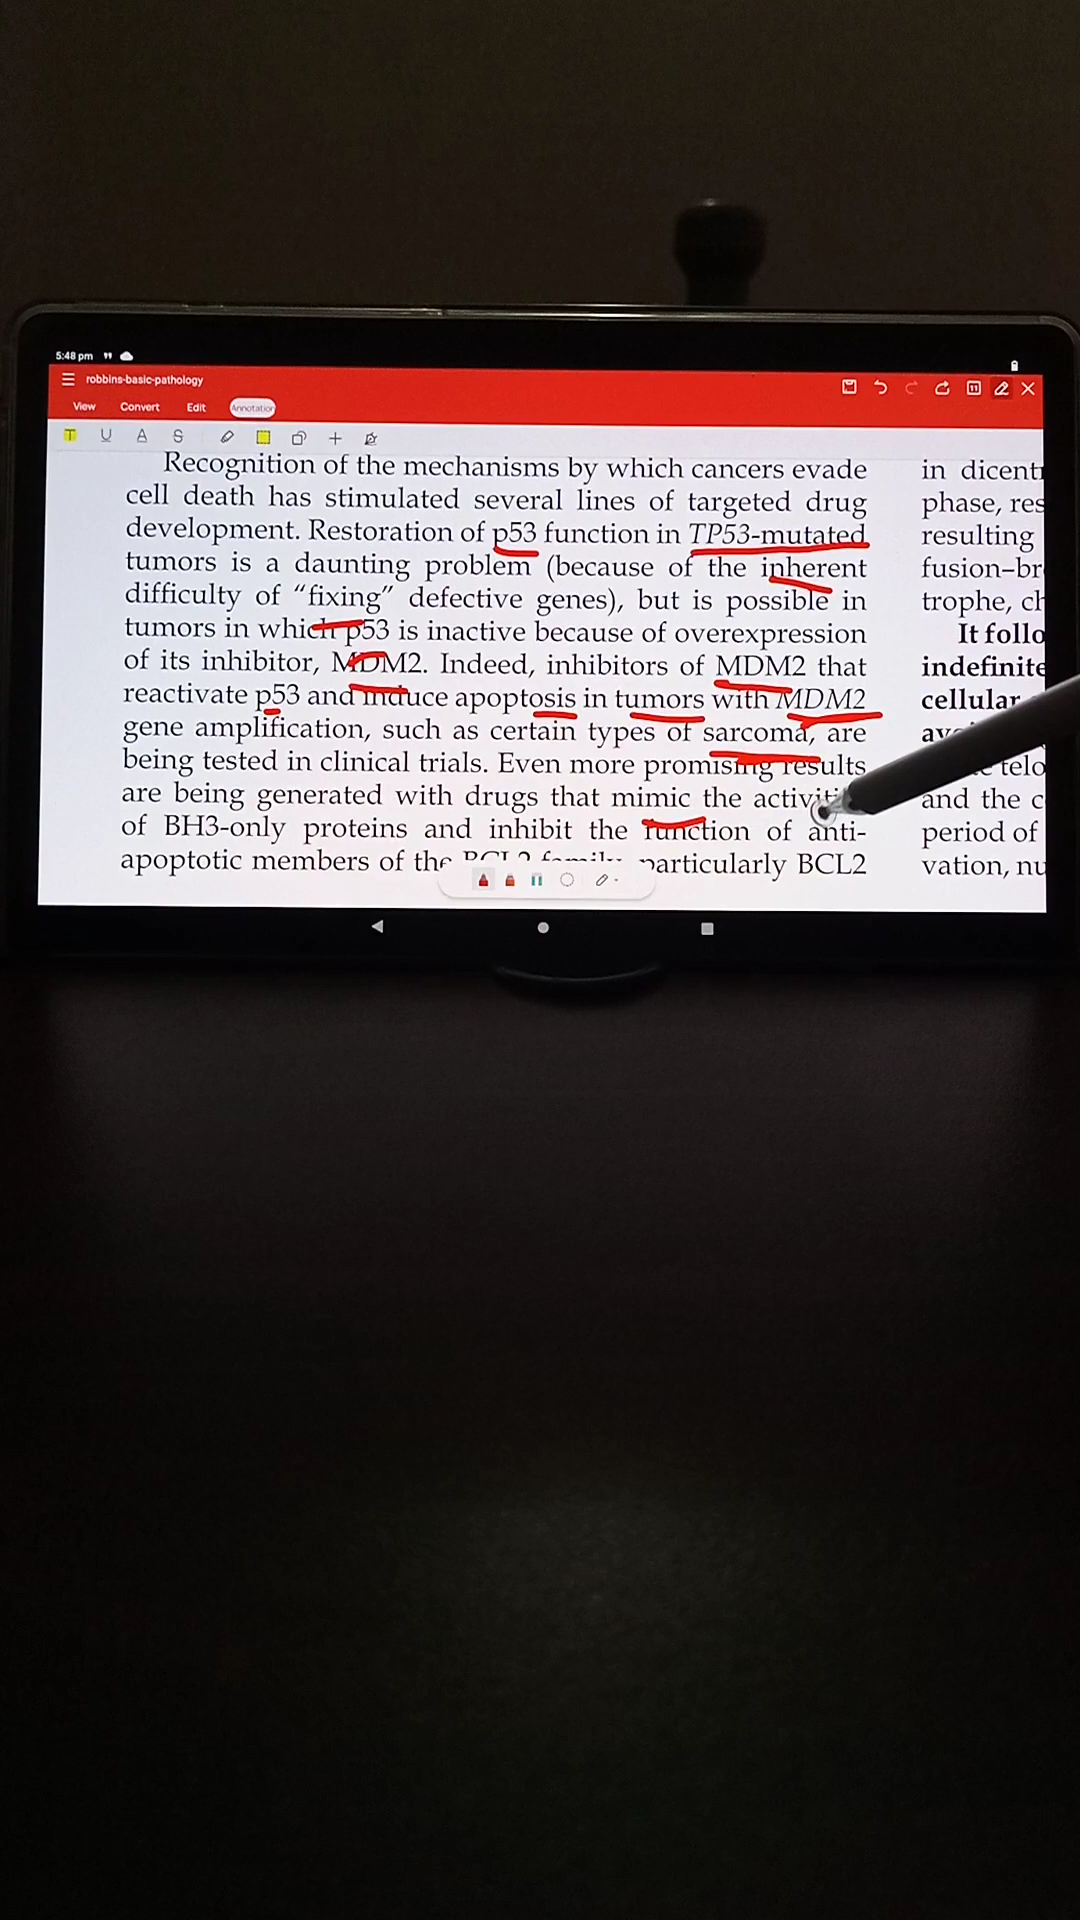 5:48 pm
robbins-basic-pathology
View Convert Edit Annotation
T U A S
Recognition of the mechanisms by which cancers evade
cell death has stimulated several lines of targeted drug
development. Restoration of p53 function in TP53-mutated
tumors is a daunting problem (because of the inherent
difficulty of “fixing” defective genes), but is possible in
tumors in which p53 is inactive because of overexpression
of its inhibitor, MDM2. Indeed, inhibitors of MDM2 that
reactivate p53 and induce apoptosis in tumors with MDM2
gene amplification, such as certain types of sarcoma, are
being tested in clinical trials. Even more promising results
are being generated with drugs that mimic the
of BH3-only proteins and inhibit the function of anti-
apoptotic members of the BCL2 family, particularly BCL2
in
phase, res
resulting
fusion–br
trophe, ch
It follo
indefinite
cellular
telo
and the c
period of
vation, nu